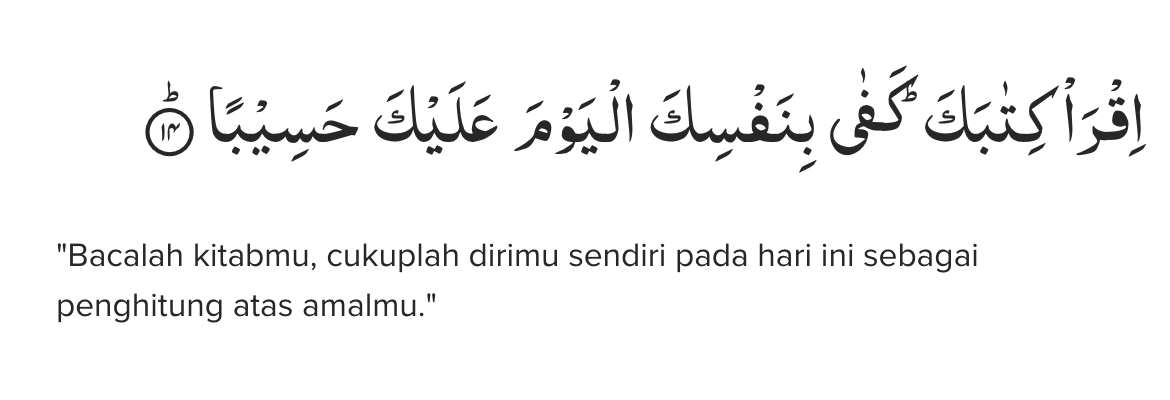 اِقْرَأْ كِتٰبَكَۗ كَفٰى بِنَفْسِكَ الْيَوْمَ عَلَيْكَ حَسِيْبًاۗ ۝١٤
"Bacalah kitabmu, cukuplah dirimu sendiri pada hari ini sebagai
penghitung atas amalmu."